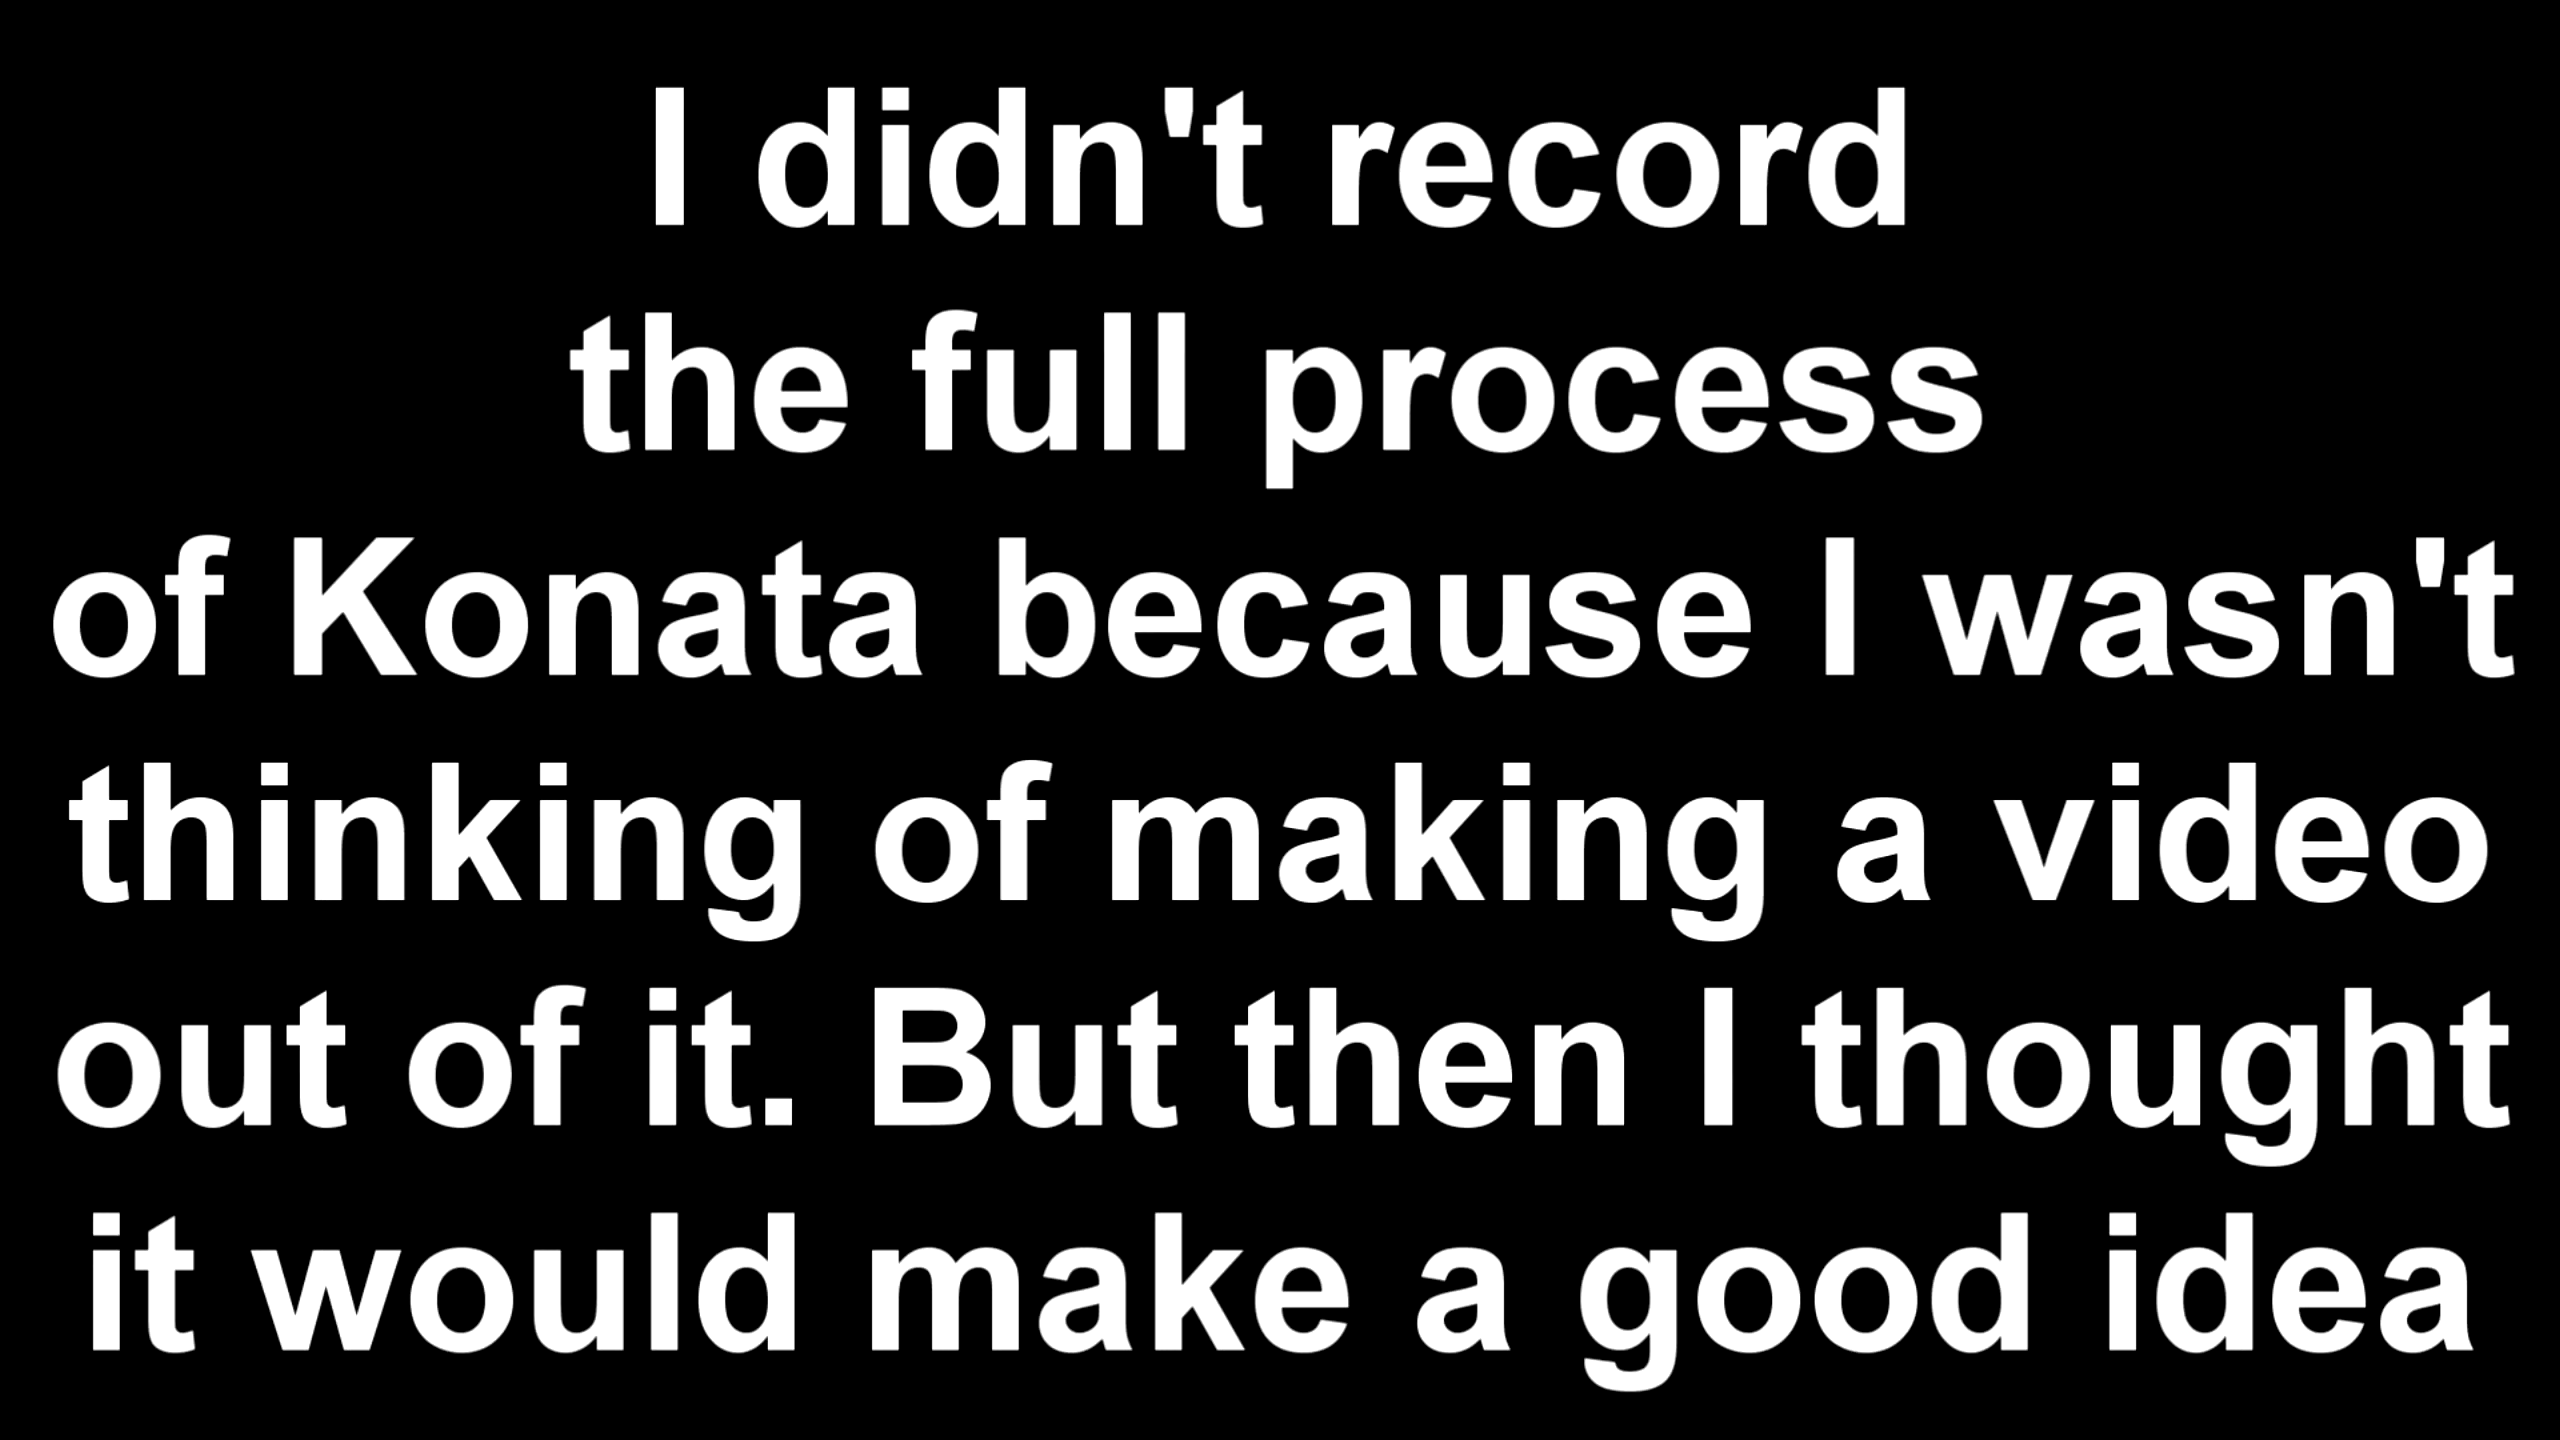 I didn't record
the full process
of Konata because I wasn't
thinking of making a video
out of it. But then I thought
it would make a good idea